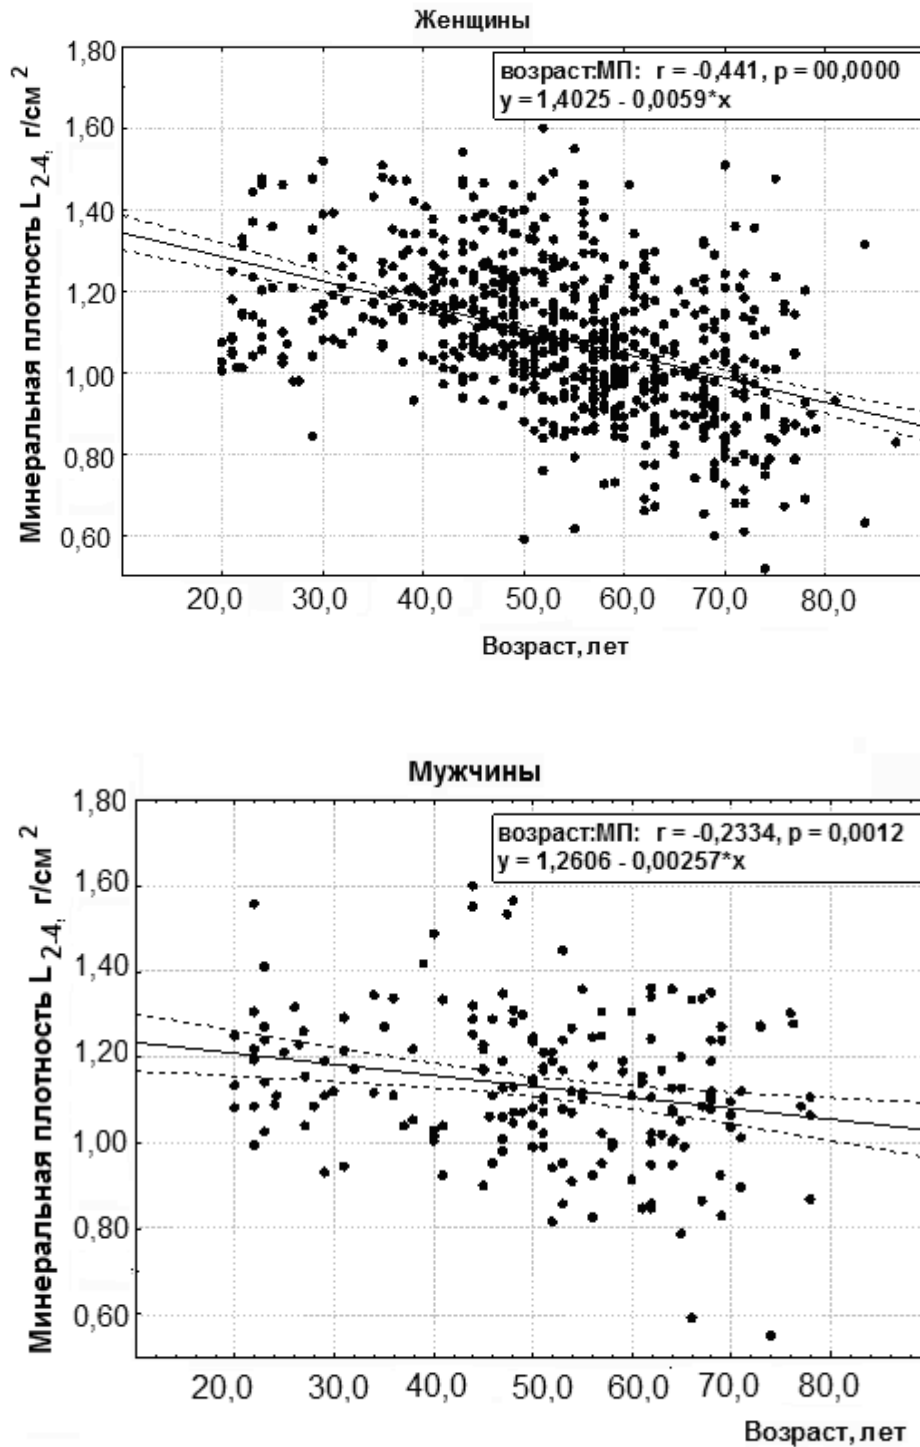 Женщины
Минеральная плотность L2-4, г/см 2
возраст:МП: r = -0,441, p = 00,0000
y = 1,4025 - 0,0059*x
1,80
1,60
1,40
1,20
1,00
0,80
0,60
20,0 30,0 40,0 50,0 60,0 70,0 80,0
Возраст, лет
Мужчины
Минеральная плотность L2-4, г/см 2
возраст:МП: r = -0,2334, p = 0,0012
y = 1,2606 - 0,00257*x
1,80
1,60
1,40
1,20
1,00
0,80
0,60
20,0 30,0 40,0 50,0 60,0 70,0 80,0
Возраст, лет